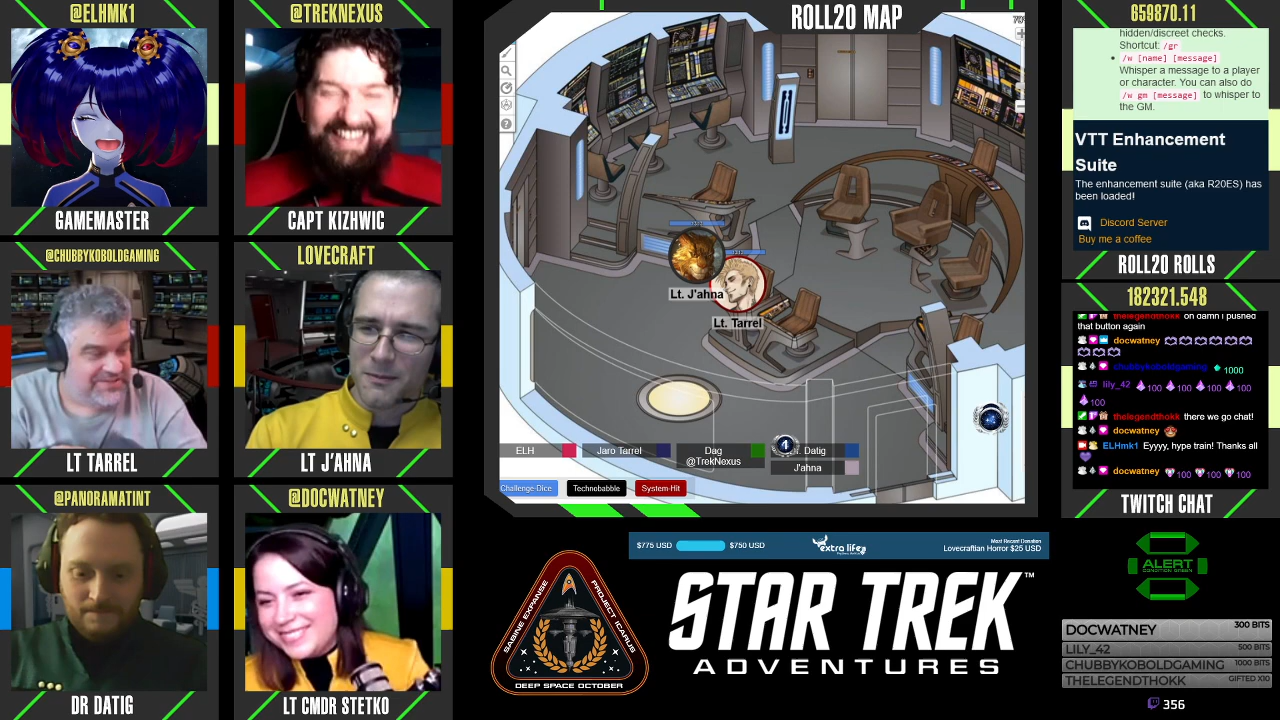 @ELHMK1
GAMEMASTER
@TREKNEXUS
CAPT KIZHWIC
@CHUBBYKOBOLDGAMING
LT TARREL
LOVECRAFT
LT J'AHNA
@PANORAMATINT
DR DATIG
@DOCWATNEY
LT CMDR STETKO
ROLL20 MAP
Lt. J'ahna
Lt. Tarrel
ELH
Jaro Tarrel
Dag
@TrekNexus
4
Datig
J'ahna
Challenge-Dice
Technobabble
System-Hit
659870.11
hidden/discreet checks.
Shortcut: /gr
• /w [name] [message]
Whisper a message to a player
or character. You can also do
/w gm [message] to whisper to
the GM.
VTT Enhancement
Suite
The enhancement suite (aka R20ES) has
been loaded!
Discord Server
Buy me a coffee
ROLL20 ROLLS
182321.548
thelegendthokk on damn i pushed
that button again
docwatney
chubbykoboldgaming 1000
lily_42 100 100 100 100
100
thelegendthokk there we go chat!
docwatney
ELHmk1 Eyyyy, hype train! Thanks all
docwatney 100 100 100
TWITCH CHAT
$775 USD
$750 USD
extra life
Most Recent Donation
Lovecraftian Horror $25 USD
SABINE EXPANSE
PROJECT ICARUS
DEEP SPACE OCTOBER
STAR TREK™
ADVENTURES
ALERT
CONDITION GREEN
DOCWATNEY 300 BITS
LILY_42 500 BITS
CHUBBYKOBOLDGAMING 1000 BITS
THELEGENDTHOKK GIFTED X10
356